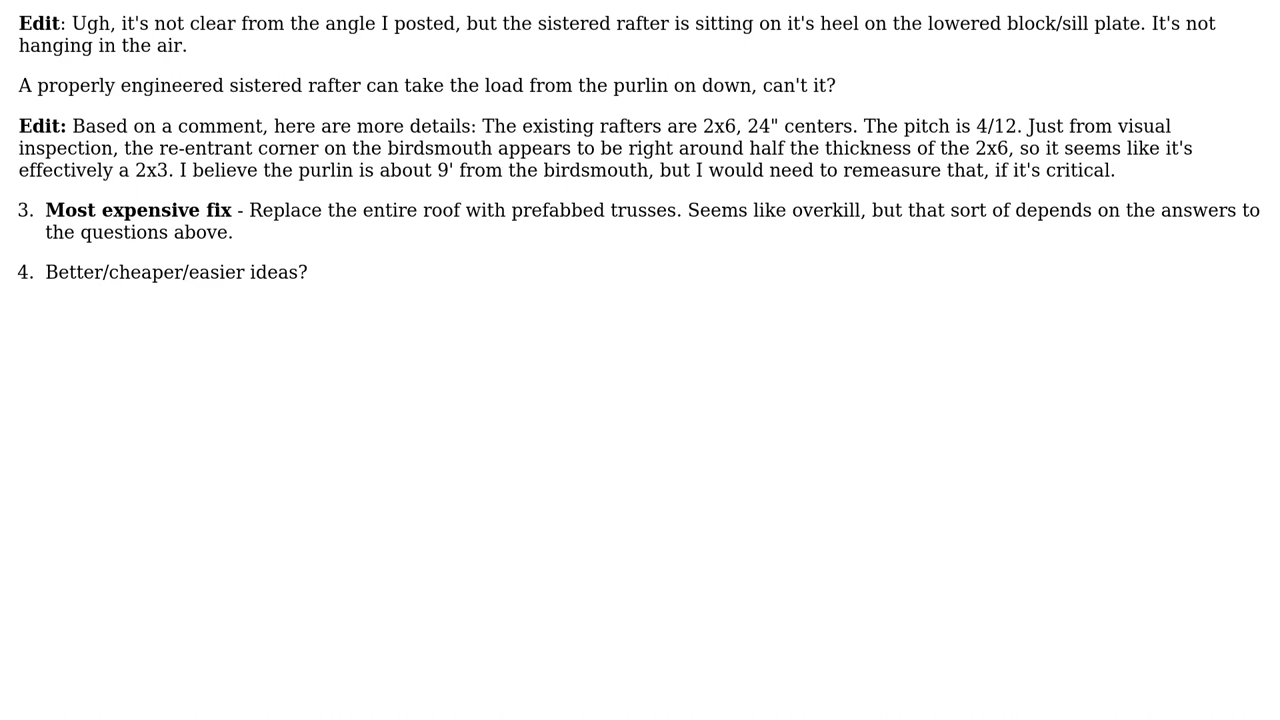 Edit: Ugh, it's not clear from the angle I posted, but the sistered rafter is sitting on it's heel on the lowered block/sill plate. It's not
hanging in the air.
A properly engineered sistered rafter can take the load from the purlin on down, can't it?
Edit: Based on a comment, here are more details: The existing rafters are 2x6, 24" centers. The pitch is 4/12. Just from visual
inspection, the re-entrant corner on the birdsmouth appears to be right around half the thickness of the 2x6, so it seems like it's
effectively a 2x3. I believe the purlin is about 9' from the birdsmouth, but I would need to remeasure that, if it's critical.
3. Most expensive fix - Replace the entire roof with prefabbed trusses. Seems like overkill, but that sort of depends on the answers to
the questions above.
4. Better/cheaper/easier ideas?